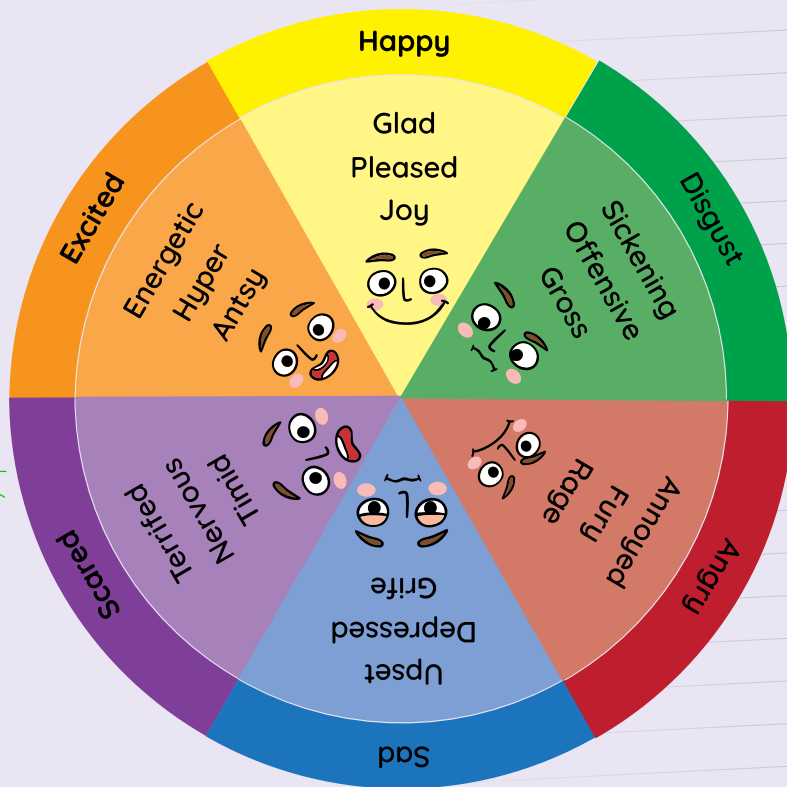 Happy
Glad
Pleased
Joy
Disgust
Sickening
Offensive
Gross
Angry
Annoyed
Fury
Rage
Sad
Upset
Depressed
Grife
Scared
Terrifed
Nervous
Timid
Excited
Energetic
Hyper
Antsy